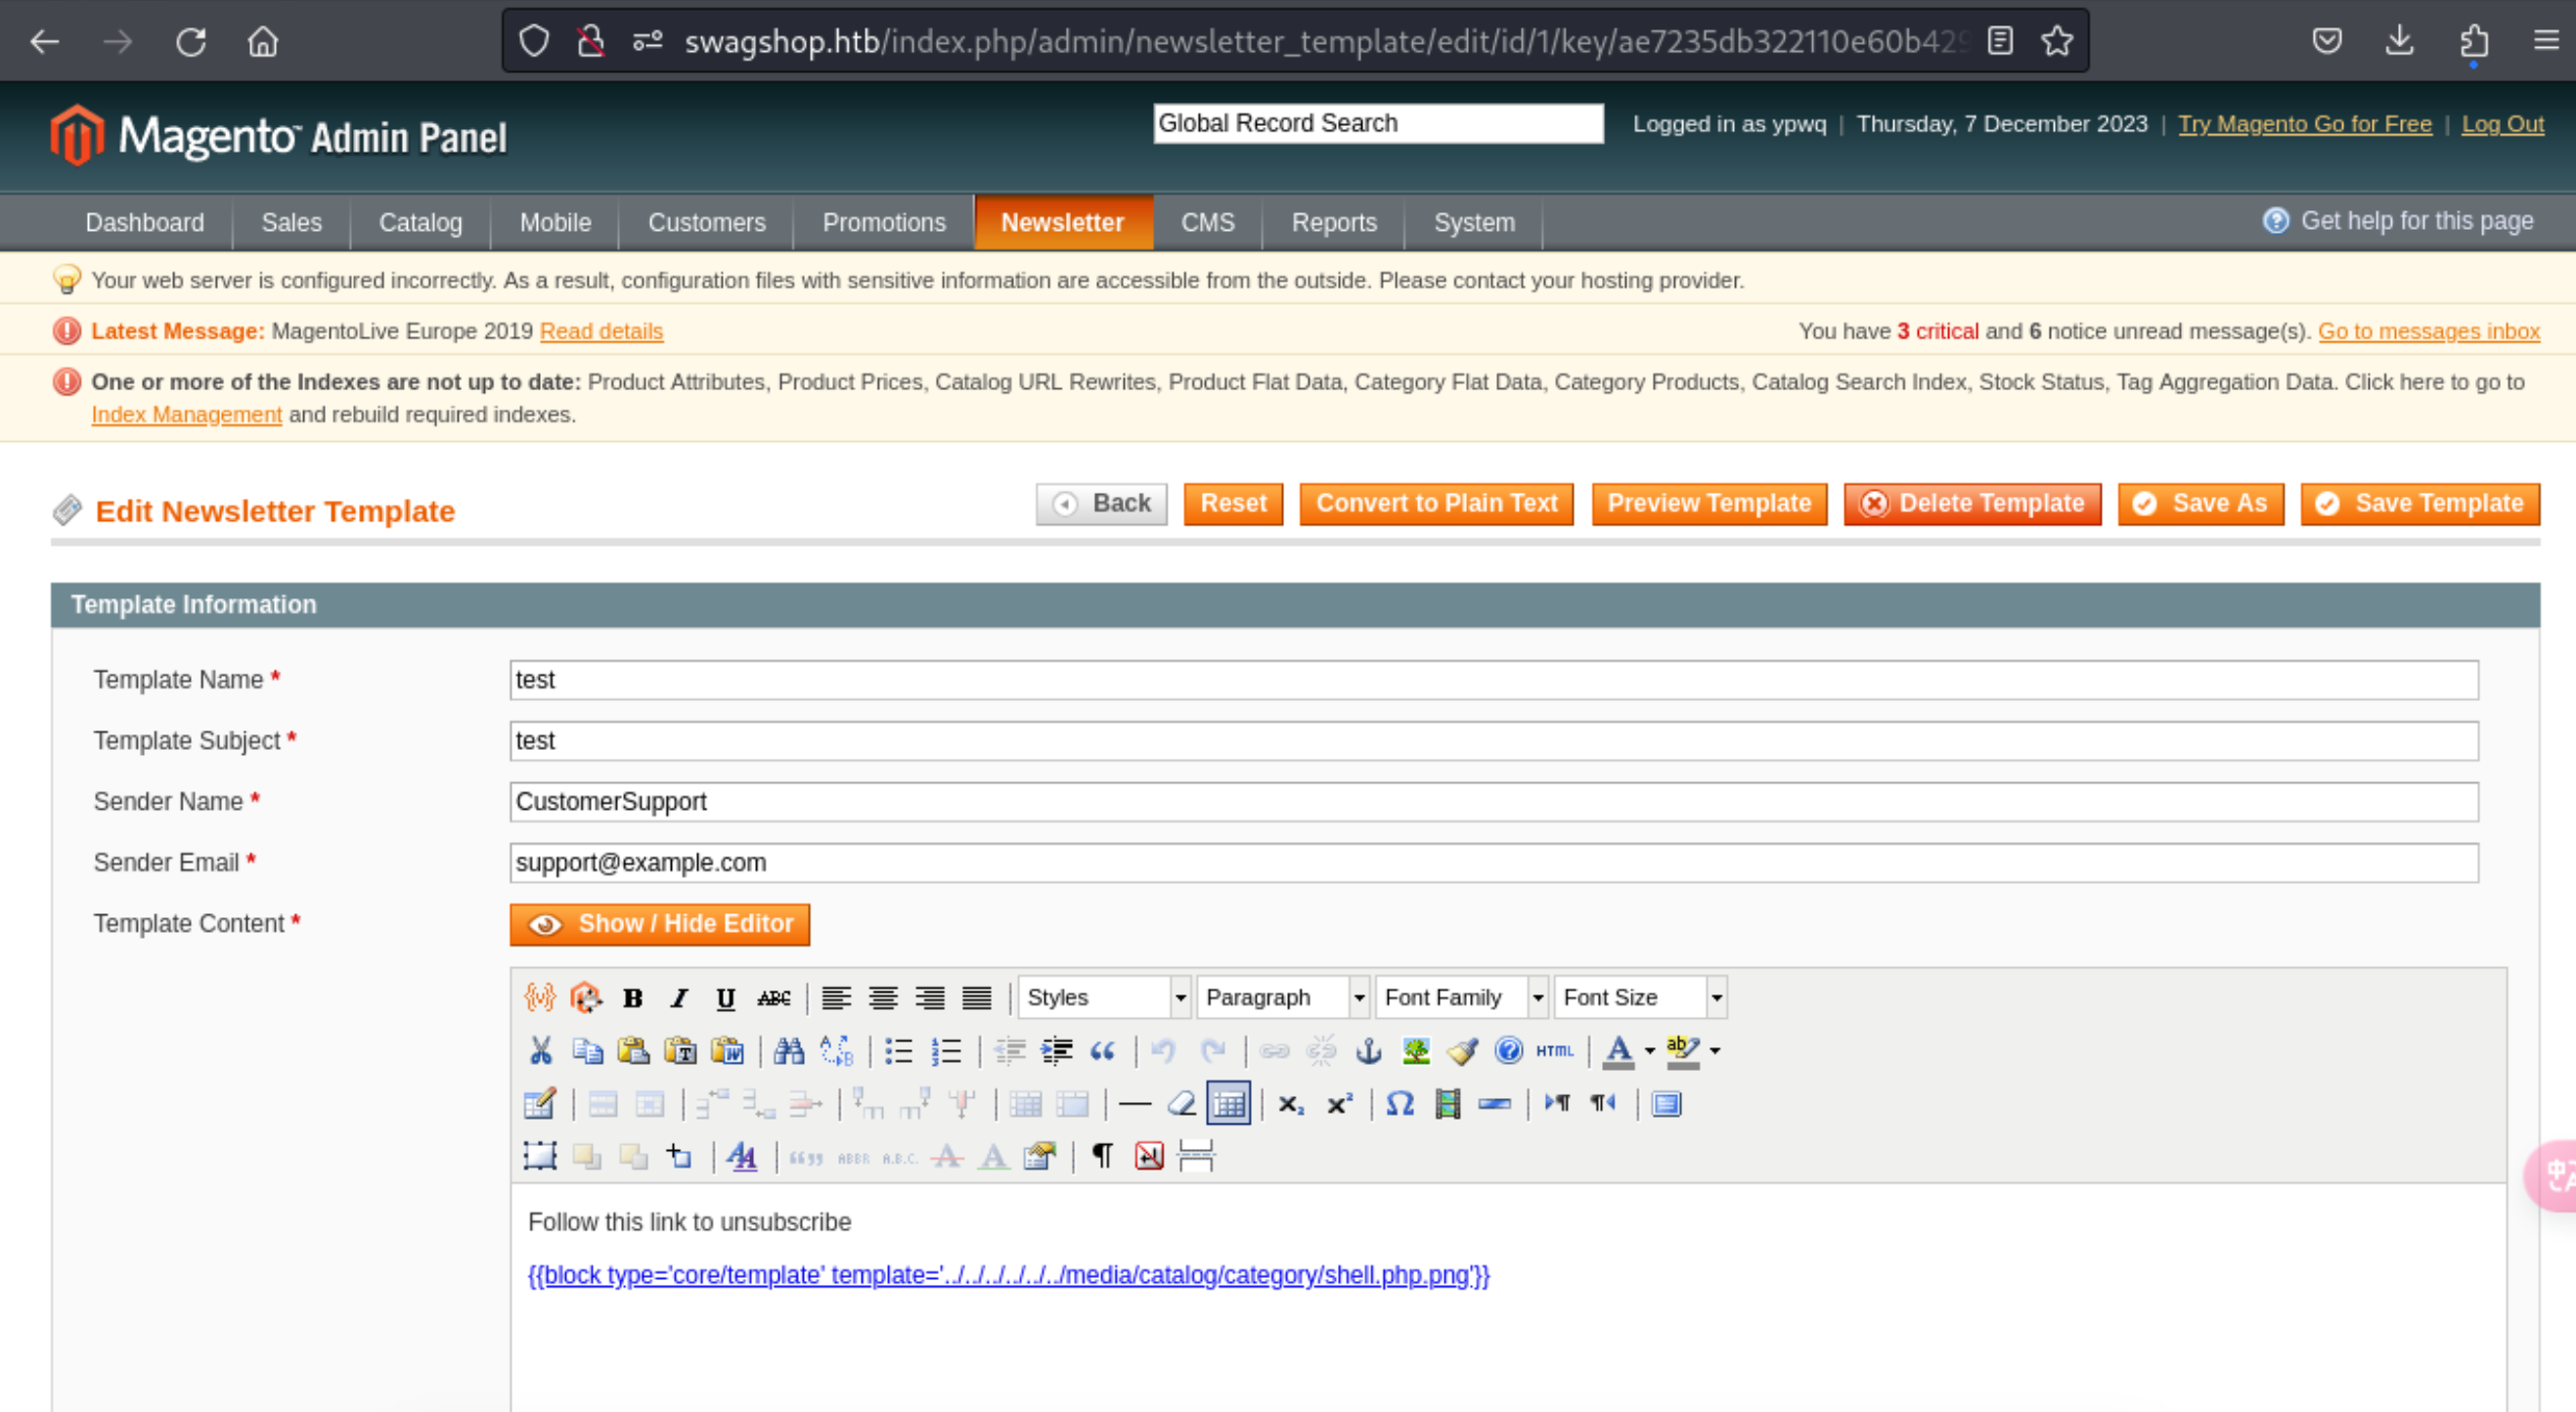 swagshop.htb/index.php/admin/newsletter_template/edit/id/1/key/ae7235db322110e60b429
Magento Admin Panel
Global Record Search
Logged in as ypwq | Thursday, 7 December 2023 | Try Magento Go for Free | Log Out
Dashboard Sales Catalog Mobile Customers Promotions Newsletter CMS Reports System
Get help for this page
Your web server is configured incorrectly. As a result, configuration files with sensitive information are accessible from the outside. Please contact your hosting provider.
Latest Message: MagentoLive Europe 2019 Read details
You have 3 critical and 6 notice unread message(s). Go to messages inbox
One or more of the Indexes are not up to date: Product Attributes, Product Prices, Catalog URL Rewrites, Product Flat Data, Category Flat Data, Category Products, Catalog Search Index, Stock Status, Tag Aggregation Data. Click here to go to
Index Management and rebuild required indexes.
Edit Newsletter Template
Back Reset Convert to Plain Text Preview Template Delete Template Save As Save Template
Template Information
Template Name * test
Template Subject * test
Sender Name * CustomerSupport
Sender Email * support@example.com
Template Content * Show / Hide Editor
B I U ABC Styles Paragraph Font Family Font Size
HTML A ab
ABBR A.B.C. A A
Follow this link to unsubscribe
{{block type='core/template' template='../../../../../../media/catalog/category/shell.php.png'}}